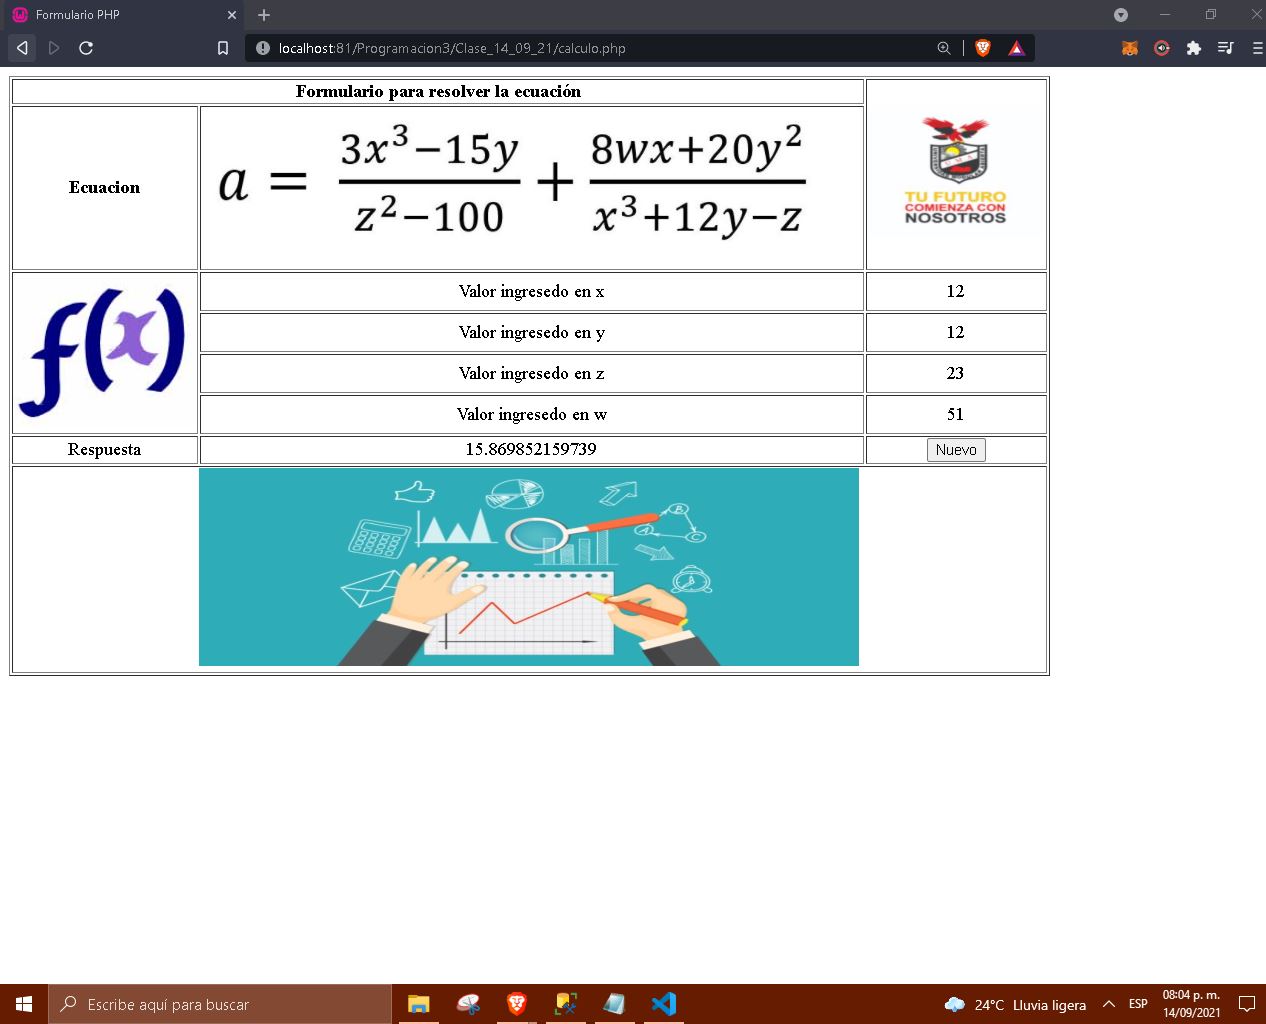 Formulario PHP
localhost:81/Programacion3/Clase_14_09_21/calculo.php
Formulario para resolver la ecuación
Ecuacion
a = \frac{3x^3-15y}{z^2-100} + \frac{8wx+20y^2}{x^3+12y-z}
TU FUTURO
COMIENZA CON
NOSOTROS
f(x)
Valor ingresedo en x 12
Valor ingresedo en y 12
Valor ingresedo en z 23
Valor ingresedo en w 51
Respuesta 15.869852159739 Nuevo
A
B
C
Escribe aquí para buscar
24°C Lluvia ligera
ESP
08:04 p. m.
14/09/2021